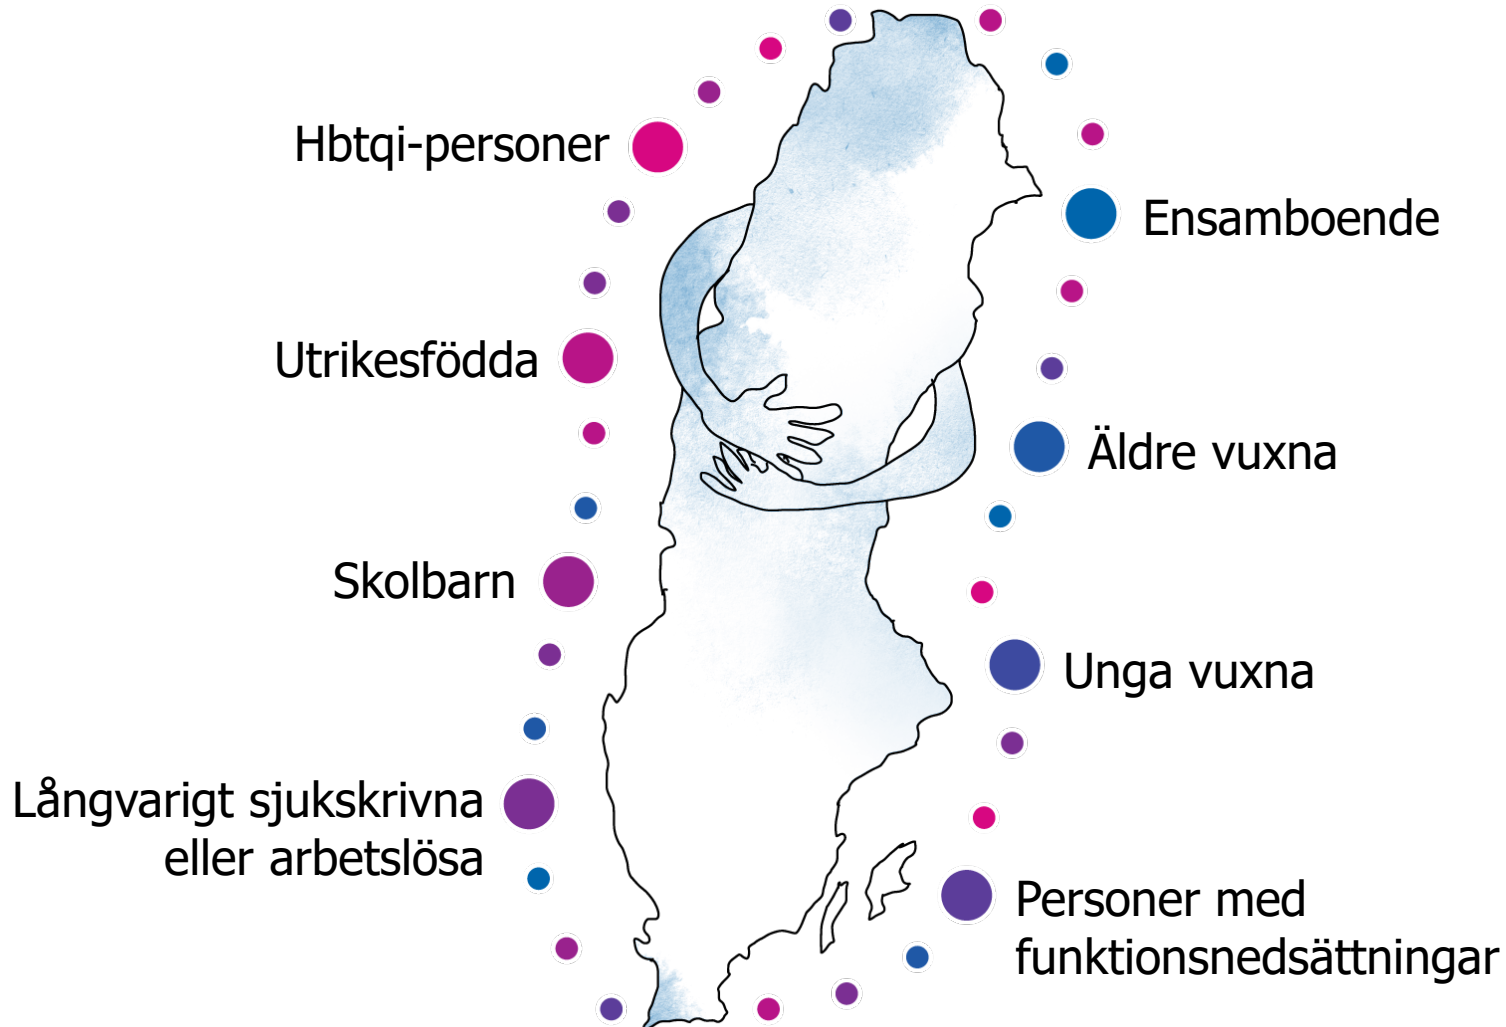 Hbtqi-personer
Ensamboende
Utrikesfödda
Äldre vuxna
Skolbarn
Unga vuxna
Långvarigt sjukskrivna
eller arbetslösa
Personer med
funktionsnedsättningar